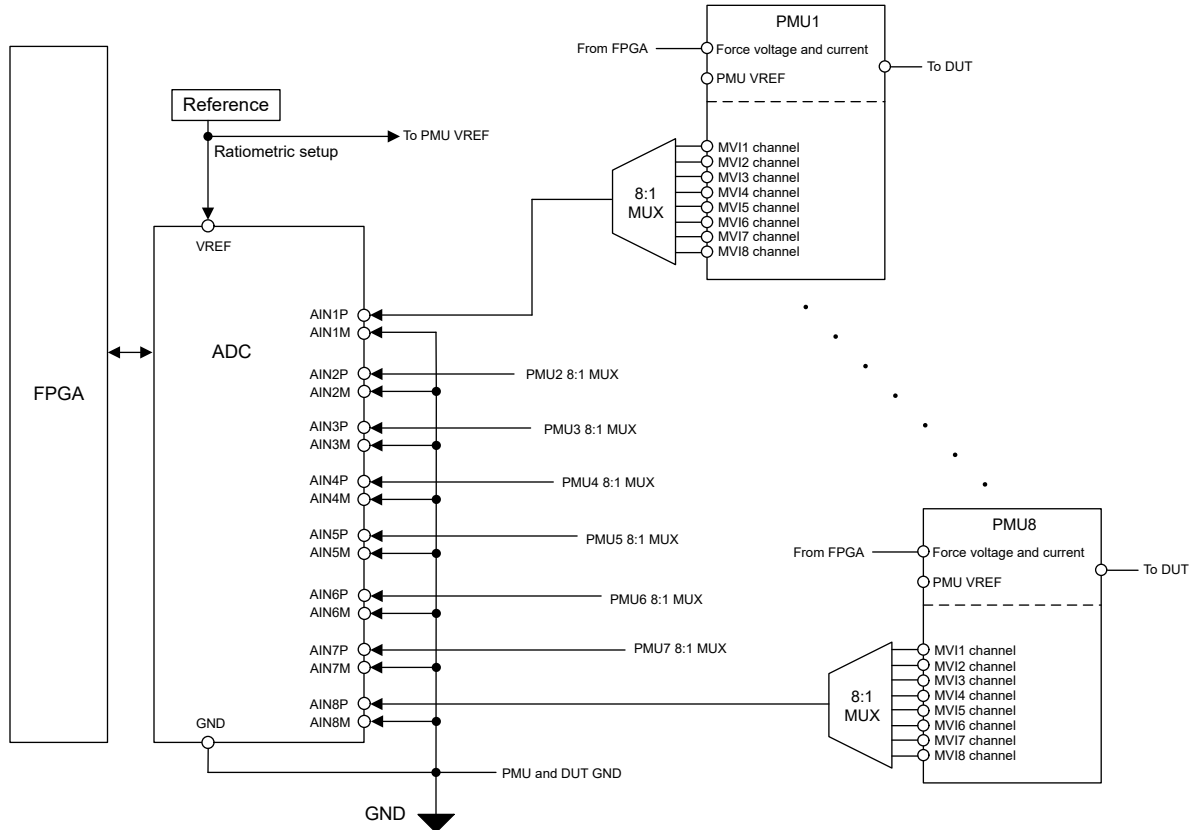 PMU1
From FPGA
Force voltage and current
PMU VREF
To DUT
MVI1 channel
MVI2 channel
MVI3 channel
MVI4 channel
MVI5 channel
MVI6 channel
MVI7 channel
MVI8 channel
8:1
MUX
Reference
To PMU VREF
Ratiometric setup
VREF
FPGA
ADC
AIN1P
AIN1M
AIN2P
PMU2 8:1 MUX
AIN2M
AIN3P
PMU3 8:1 MUX
AIN3M
AIN4P
PMU4 8:1 MUX
AIN4M
AIN5P
PMU5 8:1 MUX
AIN5M
AIN6P
PMU6 8:1 MUX
AIN6M
AIN7P
PMU7 8:1 MUX
AIN7M
AIN8P
AIN8M
GND
PMU and DUT GND
GND
PMU8
From FPGA
Force voltage and current
PMU VREF
To DUT
MVI1 channel
MVI2 channel
MVI3 channel
MVI4 channel
MVI5 channel
MVI6 channel
MVI7 channel
MVI8 channel
8:1
MUX